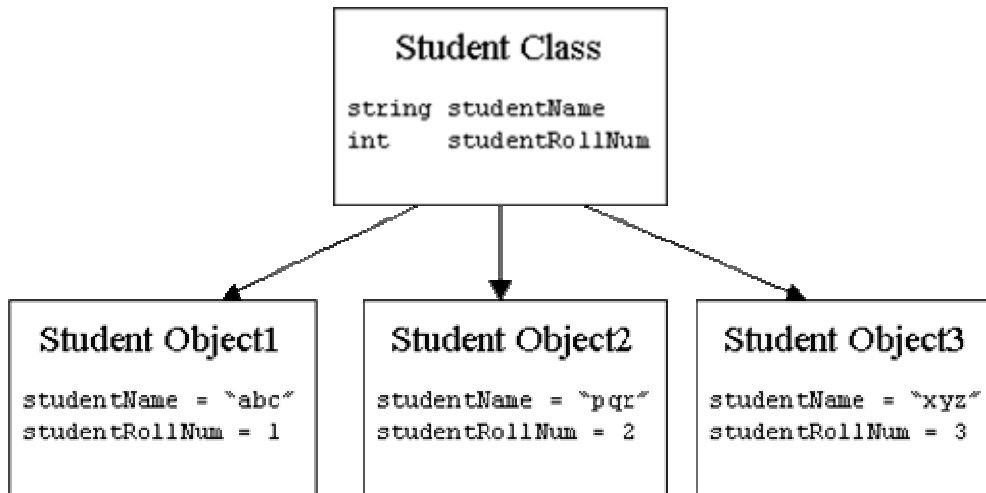 Student Class
string studentName
int studentRollNum
Student Object1
studentName = "abc"
studentRollNum = 1
Student Object2
studentName = "pqr"
studentRollNum = 2
Student Object3
studentName = "xyz"
studentRollNum = 3